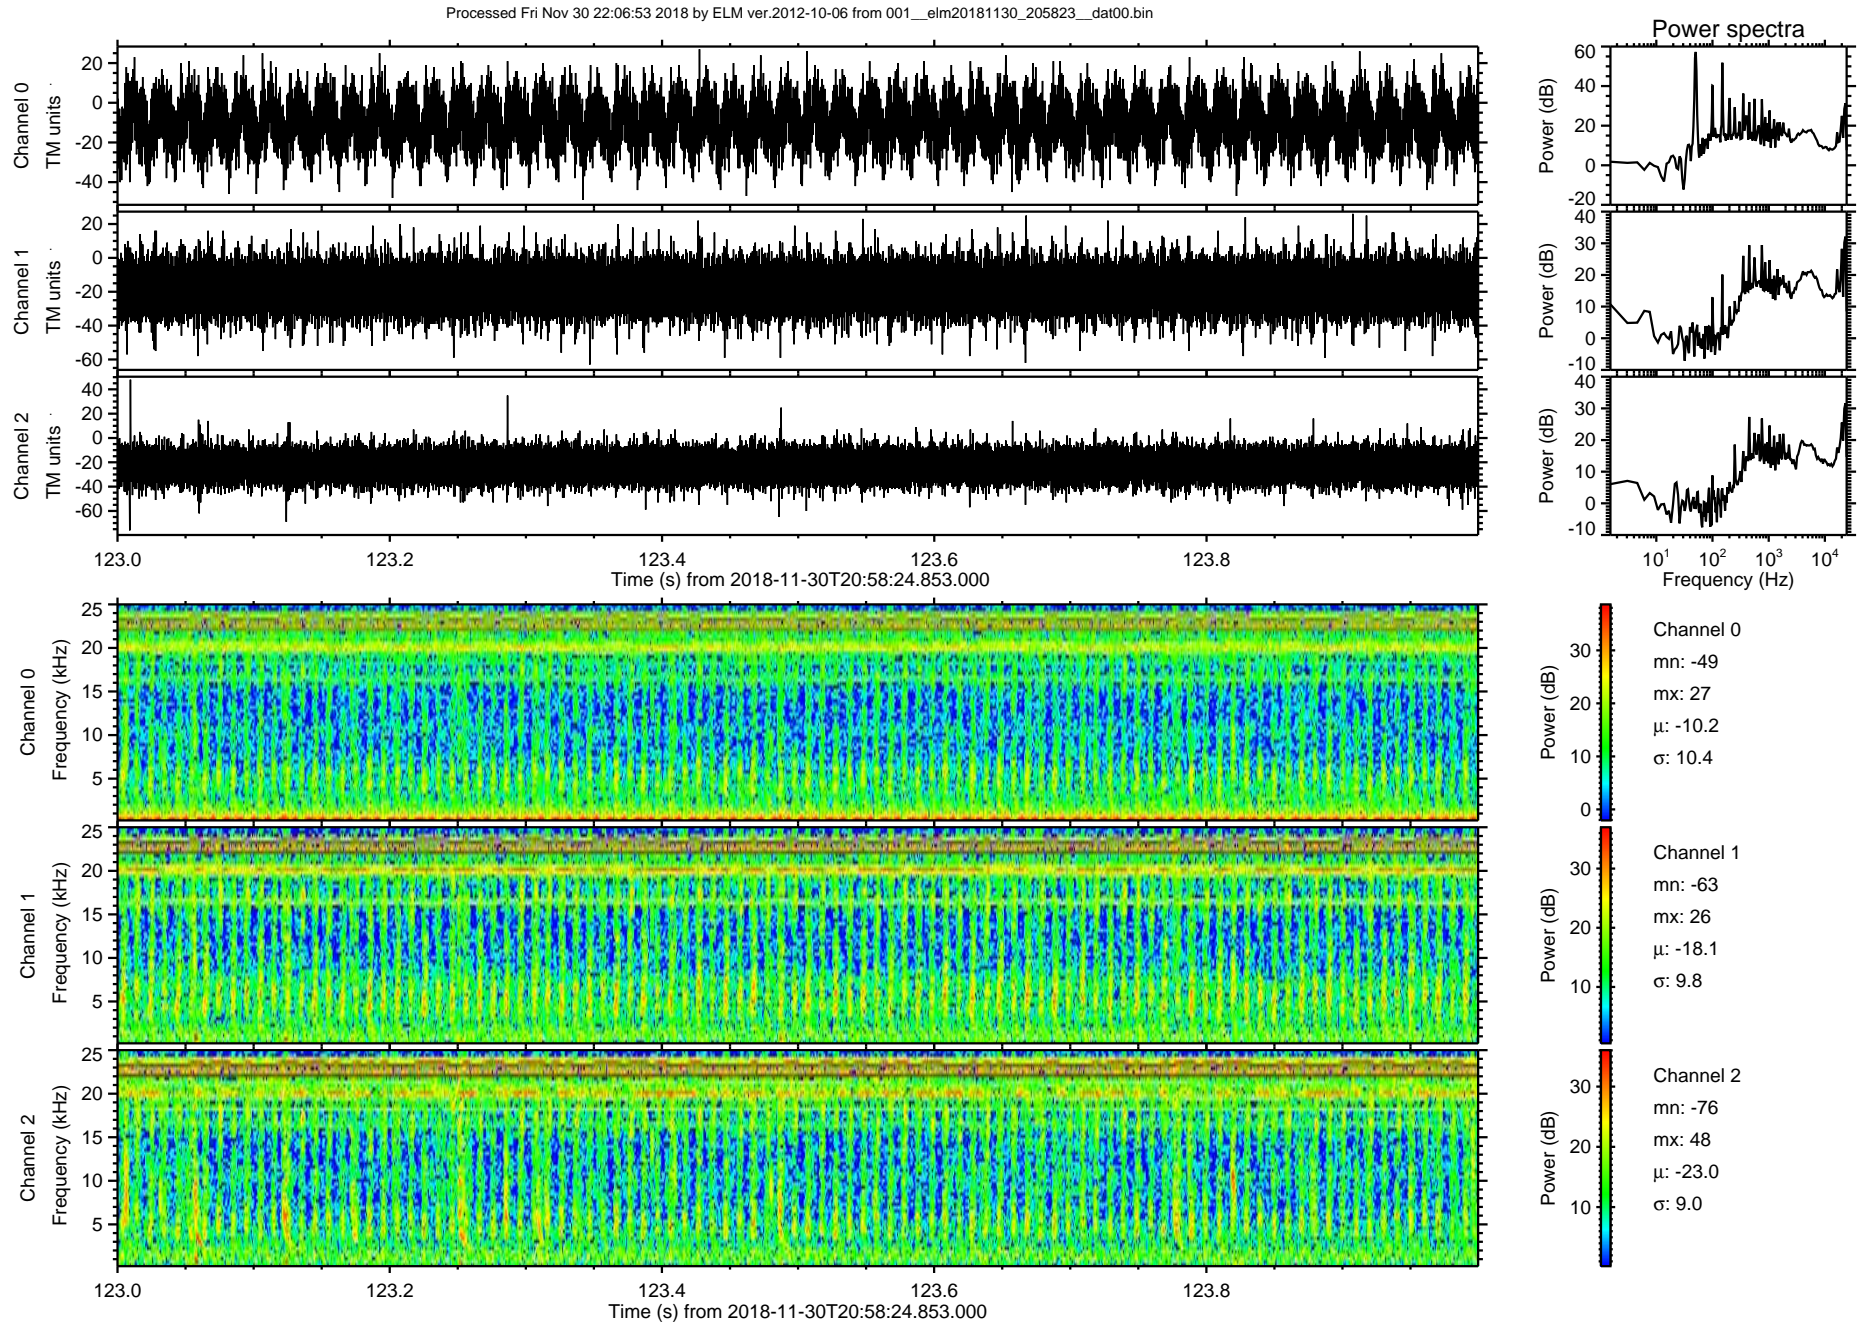 Processed Fri Nov 30 22:06:53 2018 by ELM ver.2012-10-06 from 001__elm20181130_205823__dat00.bin
Power spectra
Channel 0
TM units
20
0
-20
-40
Power (dB)
60
40
20
0
-20
Channel 1
TM units
20
0
-20
-40
-60
Power (dB)
40
30
20
10
0
-10
Channel 2
TM units
40
20
0
-20
-40
-60
Power (dB)
40
30
20
10
0
-10
123.0 123.2 123.4 123.6 123.8
Time (s) from 2018-11-30T20:58:24.853.000
10¹ 10² 10³ 10⁴
Frequency (Hz)
Channel 0
Frequency (kHz)
25
20
15
10
5
Power (dB)
30
20
10
0
Channel 0
mn: -49
mx: 27
μ: -10.2
σ: 10.4
Channel 1
Frequency (kHz)
25
20
15
10
5
Power (dB)
30
20
10
Channel 1
mn: -63
mx: 26
μ: -18.1
σ: 9.8
Channel 2
Frequency (kHz)
25
20
15
10
5
Power (dB)
30
20
10
Channel 2
mn: -76
mx: 48
μ: -23.0
σ: 9.0
123.0 123.2 123.4 123.6 123.8
Time (s) from 2018-11-30T20:58:24.853.000